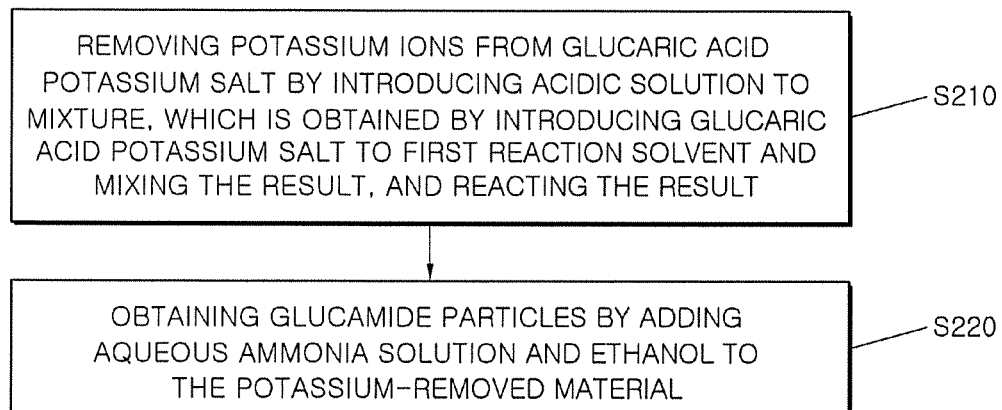 REMOVING POTASSIUM IONS FROM GLUCARIC ACID
POTASSIUM SALT BY INTRODUCING ACIDIC SOLUTION TO
MIXTURE, WHICH IS OBTAINED BY INTRODUCING GLUCARIC
ACID POTASSIUM SALT TO FIRST REACTION SOLVENT AND
MIXING THE RESULT, AND REACTING THE RESULT
S210
OBTAINING GLUCAMIDE PARTICLES BY ADDING
AQUEOUS AMMONIA SOLUTION AND ETHANOL TO
THE POTASSIUM-REMOVED MATERIAL
S220